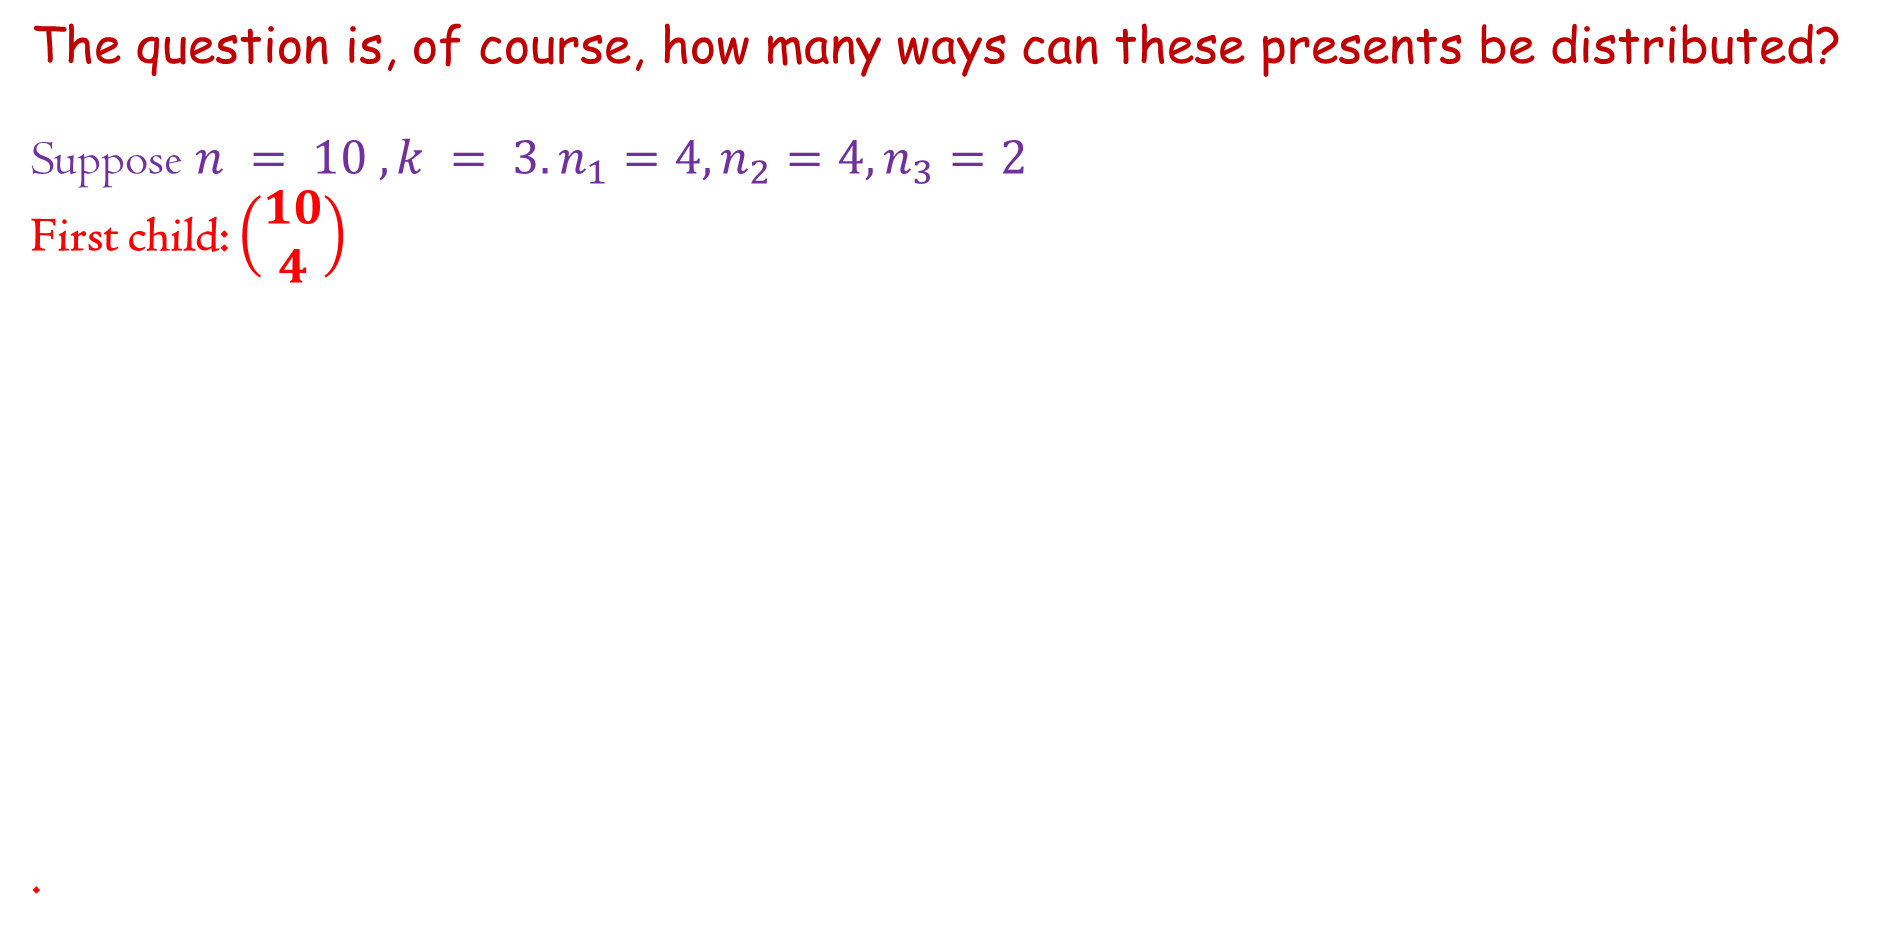 The question is, of course, how many ways can these presents be distributed?
Suppose n = 10 , k = 3. n₁ = 4, n₂ = 4, n₃ = 2
First child: (10
4)
.